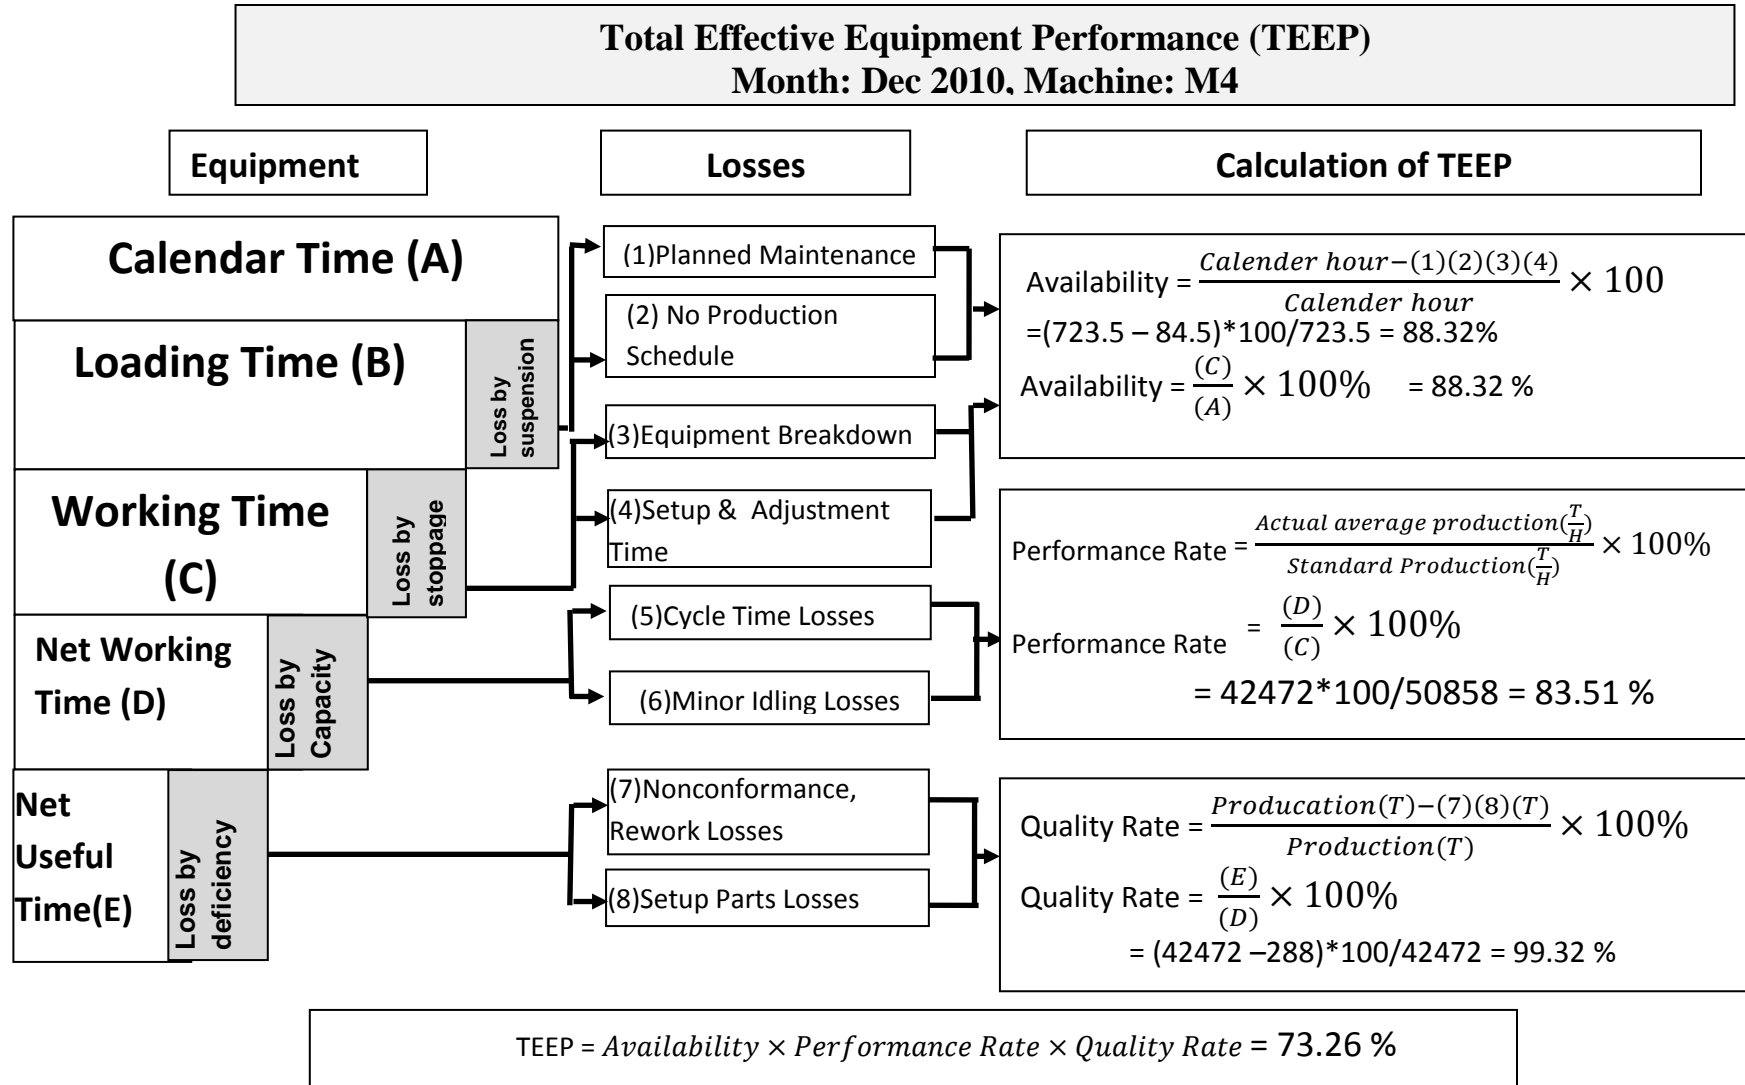 Total Effective Equipment Performance (TEEP)
Month: Dec 2010, Machine: M4
Equipment
Losses
Calculation of TEEP
Calendar Time (A)
Loading Time (B)
Loss by
suspension
Working Time
(C)
Loss by
stoppage
Net Working
Time (D)
Loss by
Capacity
Net
Useful
Time(E)
Loss by
deficiency
(1)Planned Maintenance
(2) No Production
Schedule
(3)Equipment Breakdown
(4)Setup & Adjustment
Time
(5)Cycle Time Losses
(6)Minor Idling Losses
(7)Nonconformance,
Rework Losses
(8)Setup Parts Losses
Availability = Calender hour−(1)(2)(3)(4) / Calender hour × 100
=(723.5 – 84.5)*100/723.5 = 88.32%
Availability = (C) / (A) × 100% = 88.32 %
Performance Rate = Actual average production(T/H) / Standard Production(T/H) × 100%
Performance Rate = (D) / (C) × 100%
= 42472*100/50858 = 83.51 %
Quality Rate = Producation(T)−(7)(8)(T) / Production(T) × 100%
Quality Rate = (E) / (D) × 100%
= (42472 –288)*100/42472 = 99.32 %
TEEP = Availability × Performance Rate × Quality Rate = 73.26 %